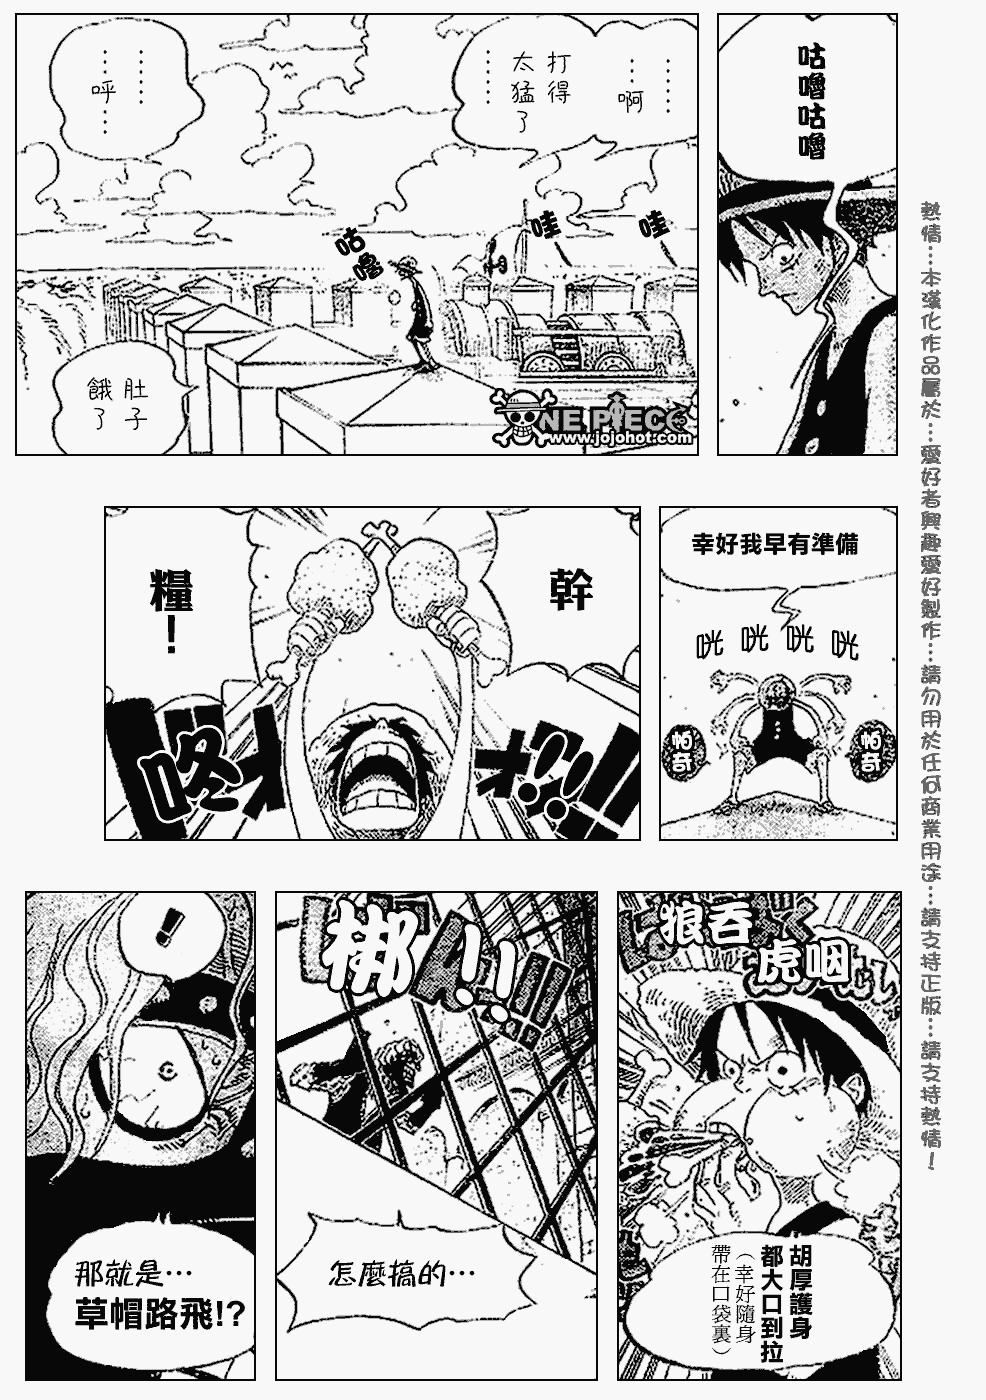 咕嚕咕嚕
……啊
…
打得
太猛了
……
……
…呼……
哇
哇
咕嚕
肚子
餓了
ONE PIECE
www.jojohot.com
幸好我早有準備
咣 咣 咣 咣
幹
糧！
咚
!?!!!
狼吞
虎咽
胡厚護身
都大口到拉
（幸好隨身
帶在口袋裏）
梆!!
怎麼搞的…
!
那就是…
草帽路飛!?
熱情…本漢化作品屬於…愛好者興趣愛好製作…請勿用於任何商業用途…請支持正版…請支持熱情！